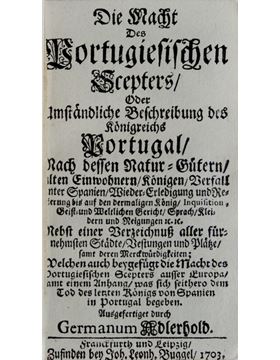 Die Macht
Des
Portugiesischen
Scepters/
Oder
Umständliche Beschreibung des
Königreichs
Portugal/
Nach dessen Natur-Gütern/
alten Einwohnern/ Königen/ Verfall
unter Spanien/ Wieder-Erledigung und Re-
gierung bis auf den dermaligen König/ Inquisition/
Geist- und Weltlichen Gericht/ Sprach/ Klei-
dern und Neigungen ꝛc. ꝛc.
Nebst einer Verzeichnuß aller für-
nehmsten Städte/ Vestungen und Plätze/
samt deren Merckwürdigkeiten;
Welchen auch beygefügt die Macht des
Portugiesischen Scepters ausser Europa/
samt einem Anhang/ was sich seithero dem
Tod des letzten Königs von Spanien
in Portugal begeben.
Ausgefertiget durch
Germanum Adlerhold.
Franckfurth und Leipzig/
Zufinden bey Joh. Leonh. Buggel/ 1703.